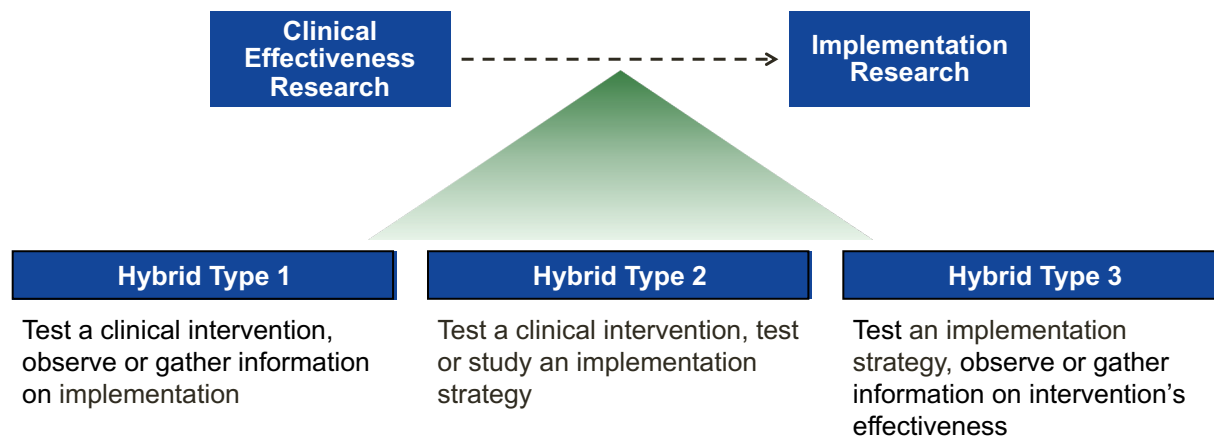 Clinical
Effectiveness
Research
Implementation
Research
Hybrid Type 1
Hybrid Type 2
Hybrid Type 3
Test a clinical intervention,
observe or gather information
on implementation
Test a clinical intervention, test
or study an implementation
strategy
Test an implementation
strategy, observe or gather
information on intervention’s
effectiveness